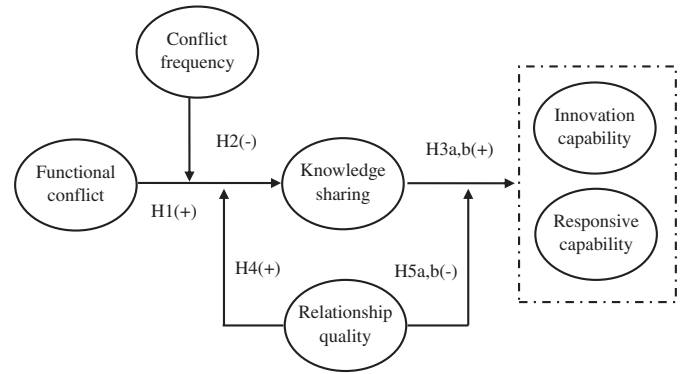 Conflict
frequency
H2(-)
Functional
conflict
H1(+)
Knowledge
sharing
H3a,b(+)
Innovation
capability
Responsive
capability
H4(+)
Relationship
quality
H5a,b(-)